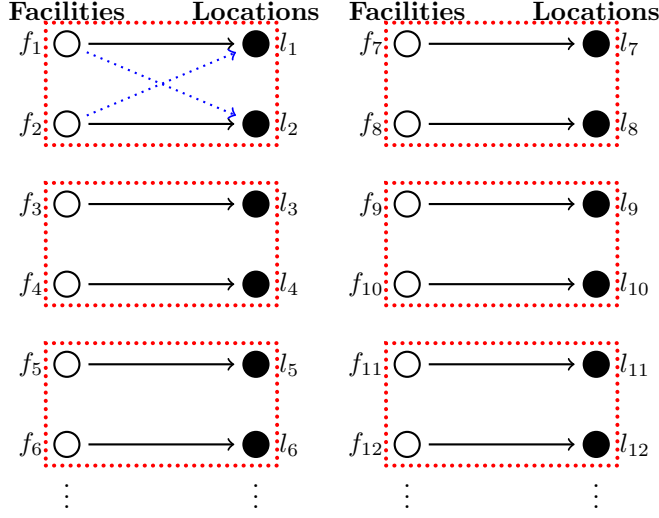 Facilities Locations Facilities Locations
f₁ l₁ f₇ l₇
f₂ l₂ f₈ l₈
f₃ l₃ f₉ l₉
f₄ l₄ f₁₀ l₁₀
f₅ l₅ f₁₁ l₁₁
f₆ l₆ f₁₂ l₁₂
⋮ ⋮ ⋮ ⋮